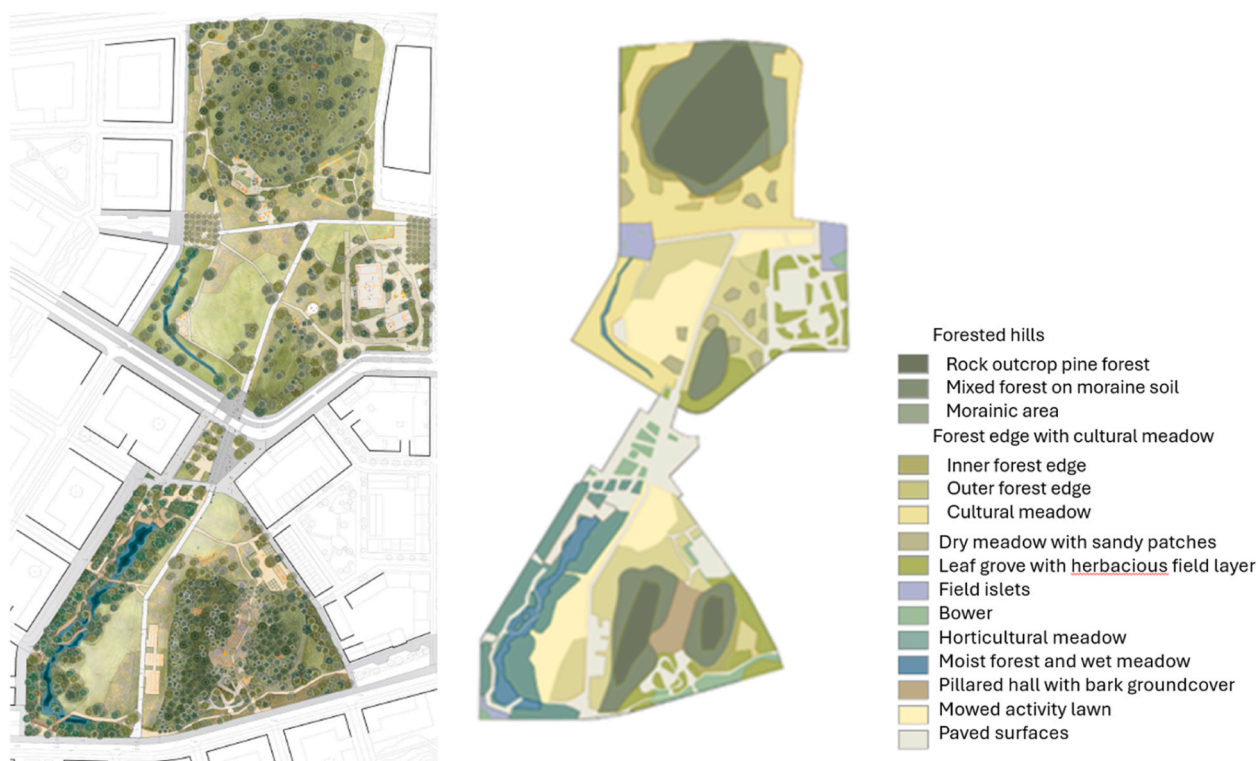 Forested hills
Rock outcrop pine forest
Mixed forest on moraine soil
Morainic area
Forest edge with cultural meadow
Inner forest edge
Outer forest edge
Cultural meadow
Dry meadow with sandy patches
Leaf grove with herbacious field layer
Field islets
Bower
Horticultural meadow
Moist forest and wet meadow
Pillared hall with bark groundcover
Mowed activity lawn
Paved surfaces